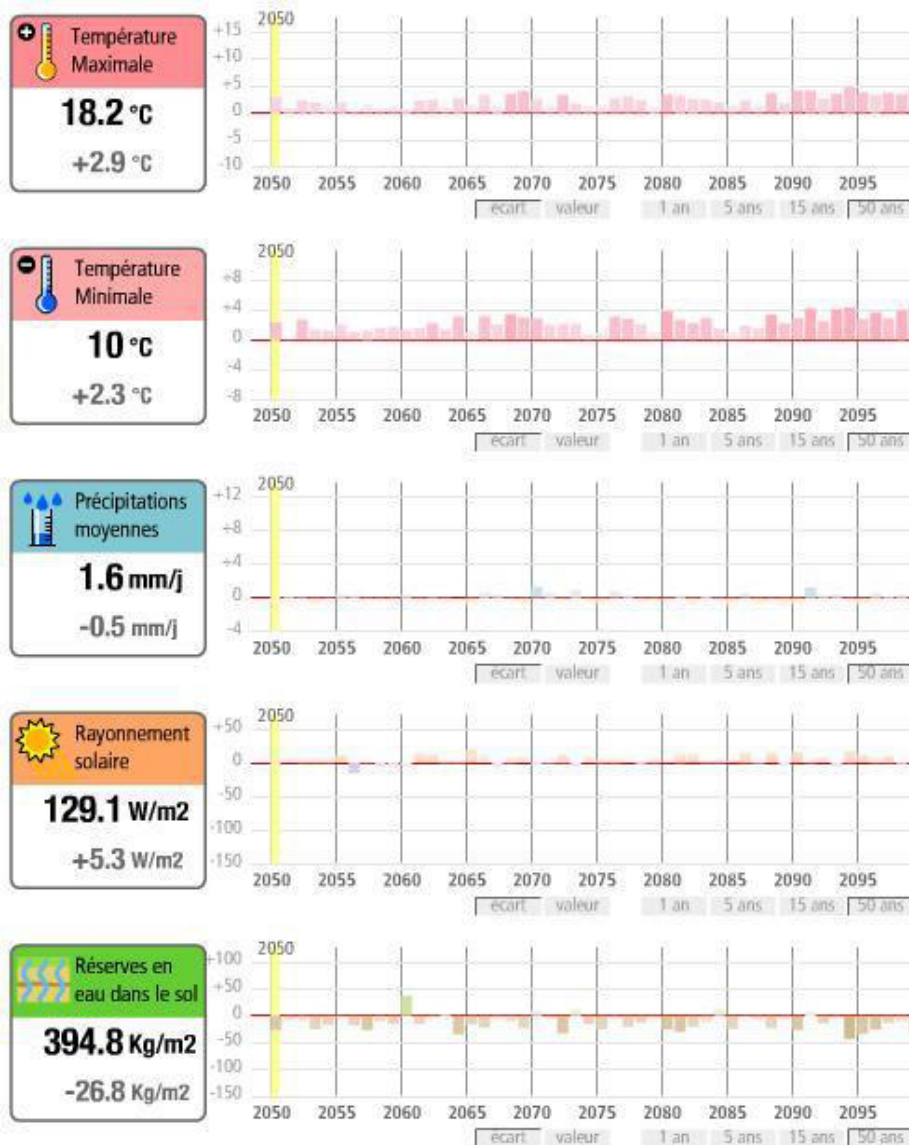 Température
Maximale
18.2 °C
+2.9 °C
2050
+15
+10
+5
0
-5
-10
2050 2055 2060 2065 2070 2075 2080 2085 2090 2095
écart valeur 1 an 5 ans 15 ans 50 ans
Température
Minimale
10 °C
+2.3 °C
2050
+8
+4
0
-4
-8
2050 2055 2060 2065 2070 2075 2080 2085 2090 2095
écart valeur 1 an 5 ans 15 ans 50 ans
Précipitations
moyennes
1.6 mm/j
-0.5 mm/j
2050
+12
+8
+4
0
-4
2050 2055 2060 2065 2070 2075 2080 2085 2090 2095
écart valeur 1 an 5 ans 15 ans 50 ans
Rayonnement
solaire
129.1 W/m2
+5.3 W/m2
2050
+50
0
-50
-100
-150
2050 2055 2060 2065 2070 2075 2080 2085 2090 2095
écart valeur 1 an 5 ans 15 ans 50 ans
Réserves en
eau dans le sol
394.8 Kg/m2
-26.8 Kg/m2
2050
+100
+50
0
-50
-100
-150
2050 2055 2060 2065 2070 2075 2080 2085 2090 2095
écart valeur 1 an 5 ans 15 ans 50 ans